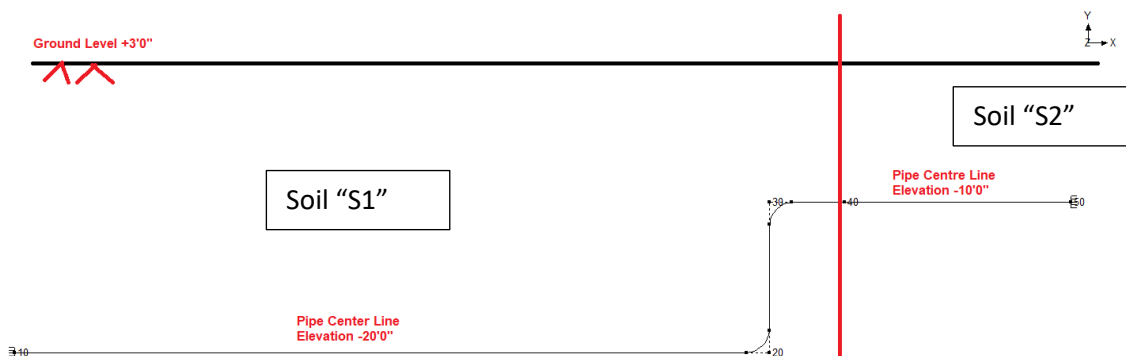 Y
Z X
Ground Level +3'0"
Soil "S2"
Pipe Centre Line
Elevation -10'0"
Soil "S1"
30
40
50
Pipe Center Line
Elevation -20'0"
10
20